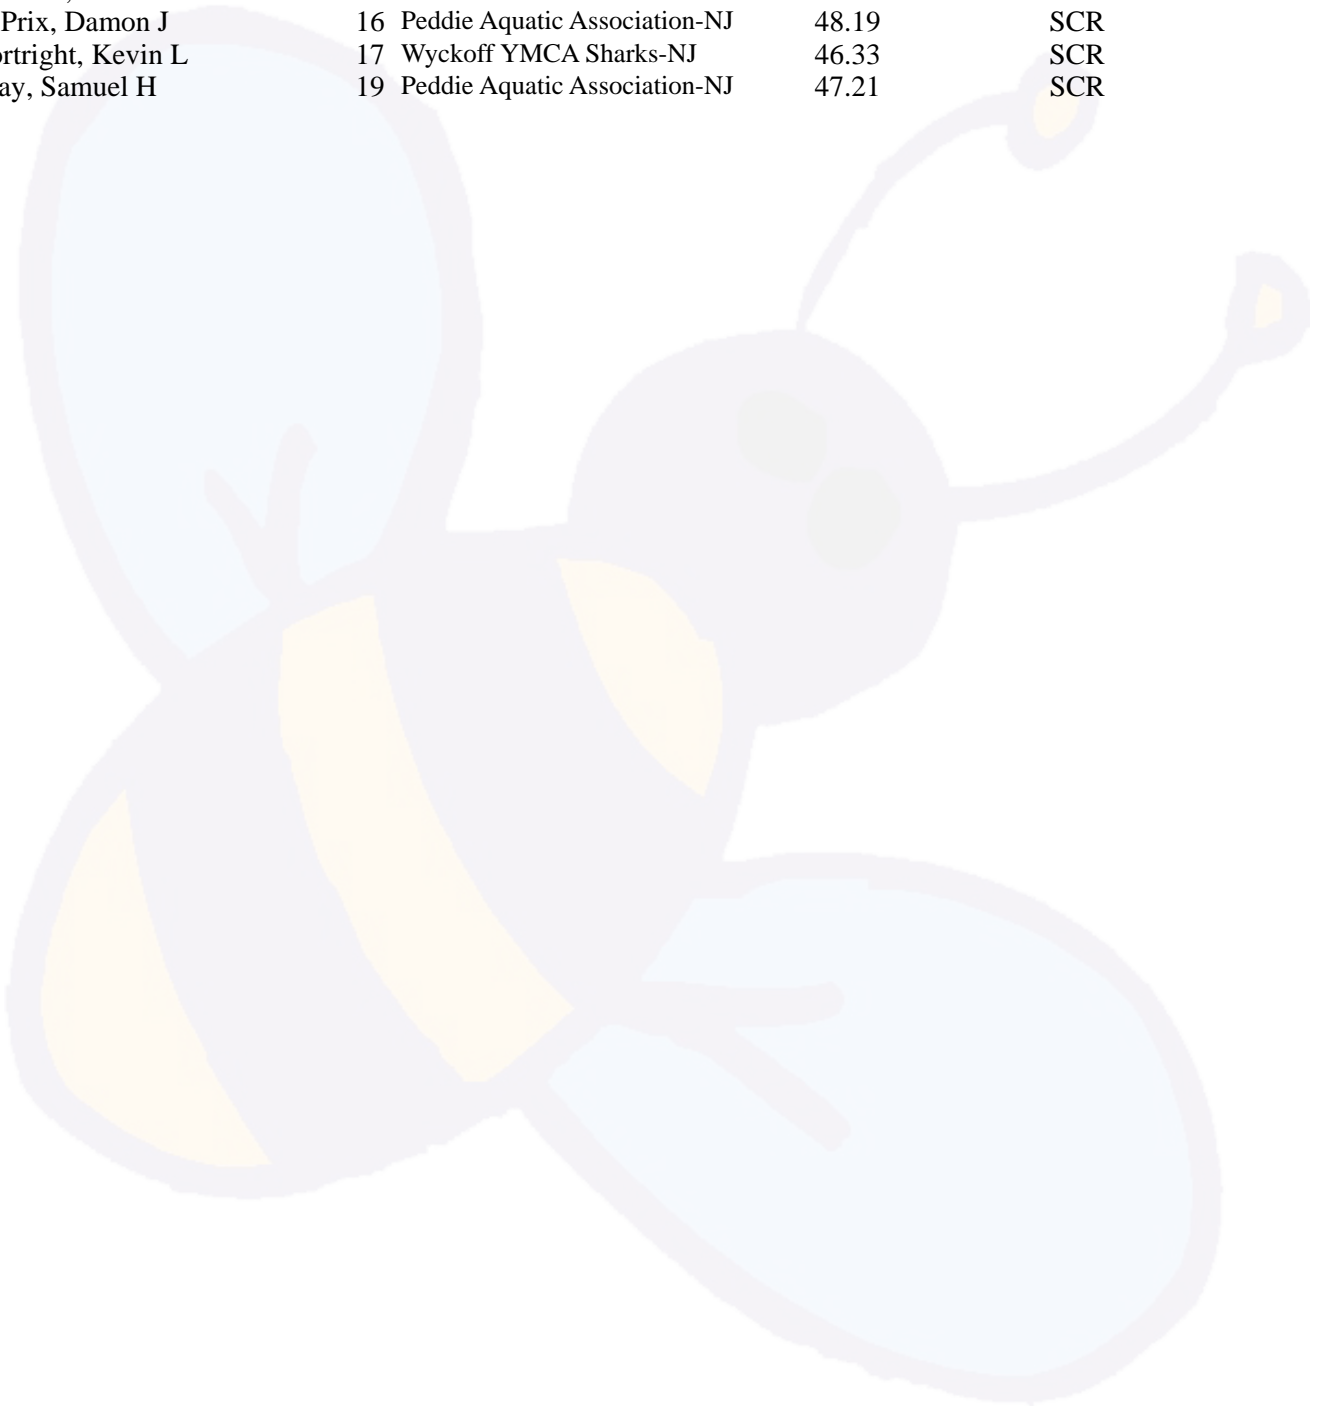 Prix, Damon J 16 Peddie Aquatic Association-NJ 48.19 SCR
ortright, Kevin L 17 Wyckoff YMCA Sharks-NJ 46.33 SCR
ay, Samuel H 19 Peddie Aquatic Association-NJ 47.21 SCR